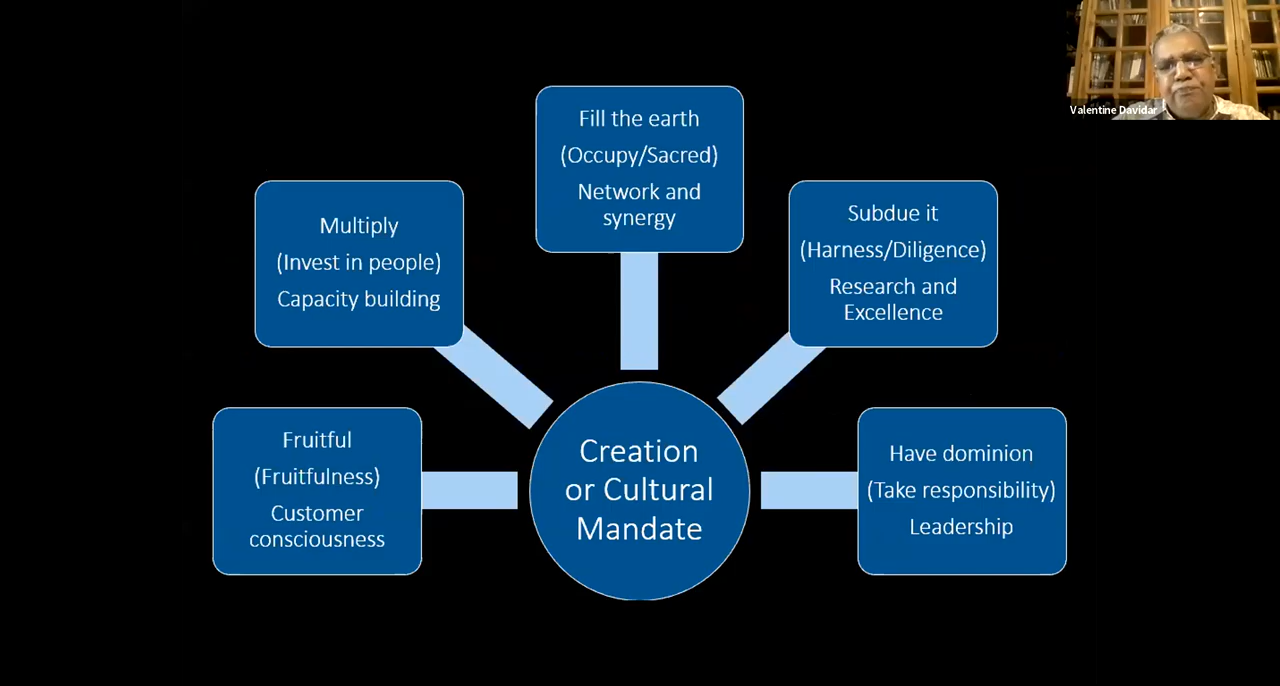 Valentine Davidar
Fill the earth
(Occupy/Sacred)
Network and
synergy
Multiply
(Invest in people)
Capacity building
Subdue it
(Harness/Diligence)
Research and
Excellence
Fruitful
(Fruitfulness)
Customer
consciousness
Creation
or Cultural
Mandate
Have dominion
(Take responsibility)
Leadership